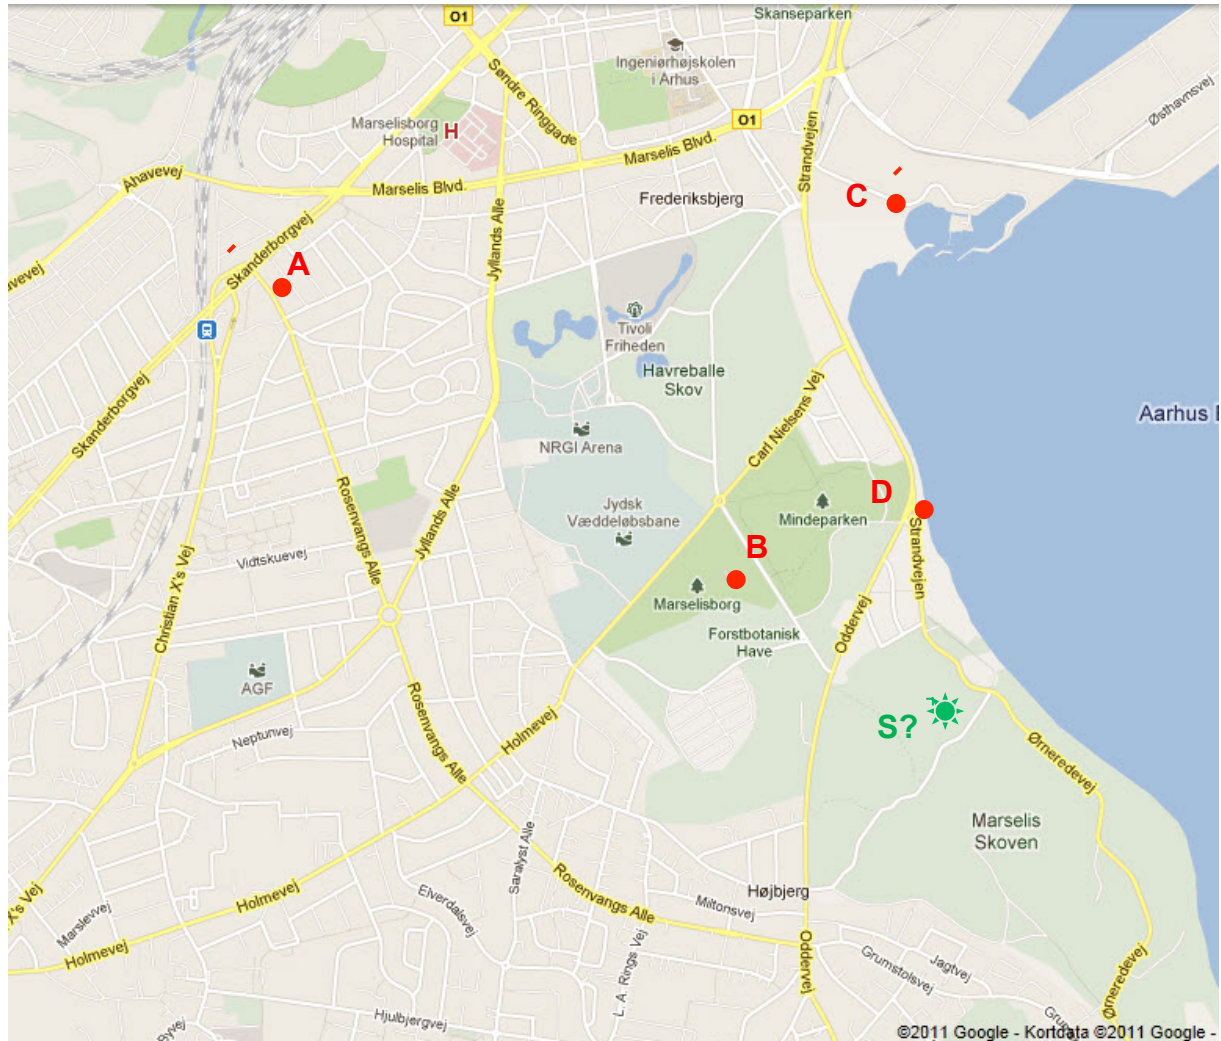 O1
Skanseparken
Søndre Ringgade
Ingeniørhøjskolen
i Århus
Østhavnsvej
Marselisborg
Hospital
H
O1
Marselis Blvd.
Strandvejen
Åhavevej
Marselis Blvd.
Frederiksbjerg
C
Jyllands Alle
Skanderborgvej
A
avevej
Tivoli
Friheden
Havreballe
Skov
Skanderborgvej
Carl Nielsens Vej
Aarhus B
NRGI Arena
Rosenvangs Alle
Jyllands Alle
Jydsk
Væddeløbsbane
D
Mindeparken
Strandvejen
B
Vidtskuevej
Christian X's Vej
Marselisborg
Oddervej
Forstbotanisk
Have
AGF
Rosenvangs Alle
Holmevej
S?
Neptunvej
Ørneredevej
Marselis
Skoven
Saralyst Alle
X's Vej
Marslevvej
Holmevej
Elverdalsvej
Rosenvangs Alle
Højbjerg
Miltonsvej
Holmevej
L. A. Rings Vej
Oddervej
Grumstolsvej
Jagtvej
Ørneredevej
Hjulbjergvej
©2011 Google - Kortdata ©2011 Google -